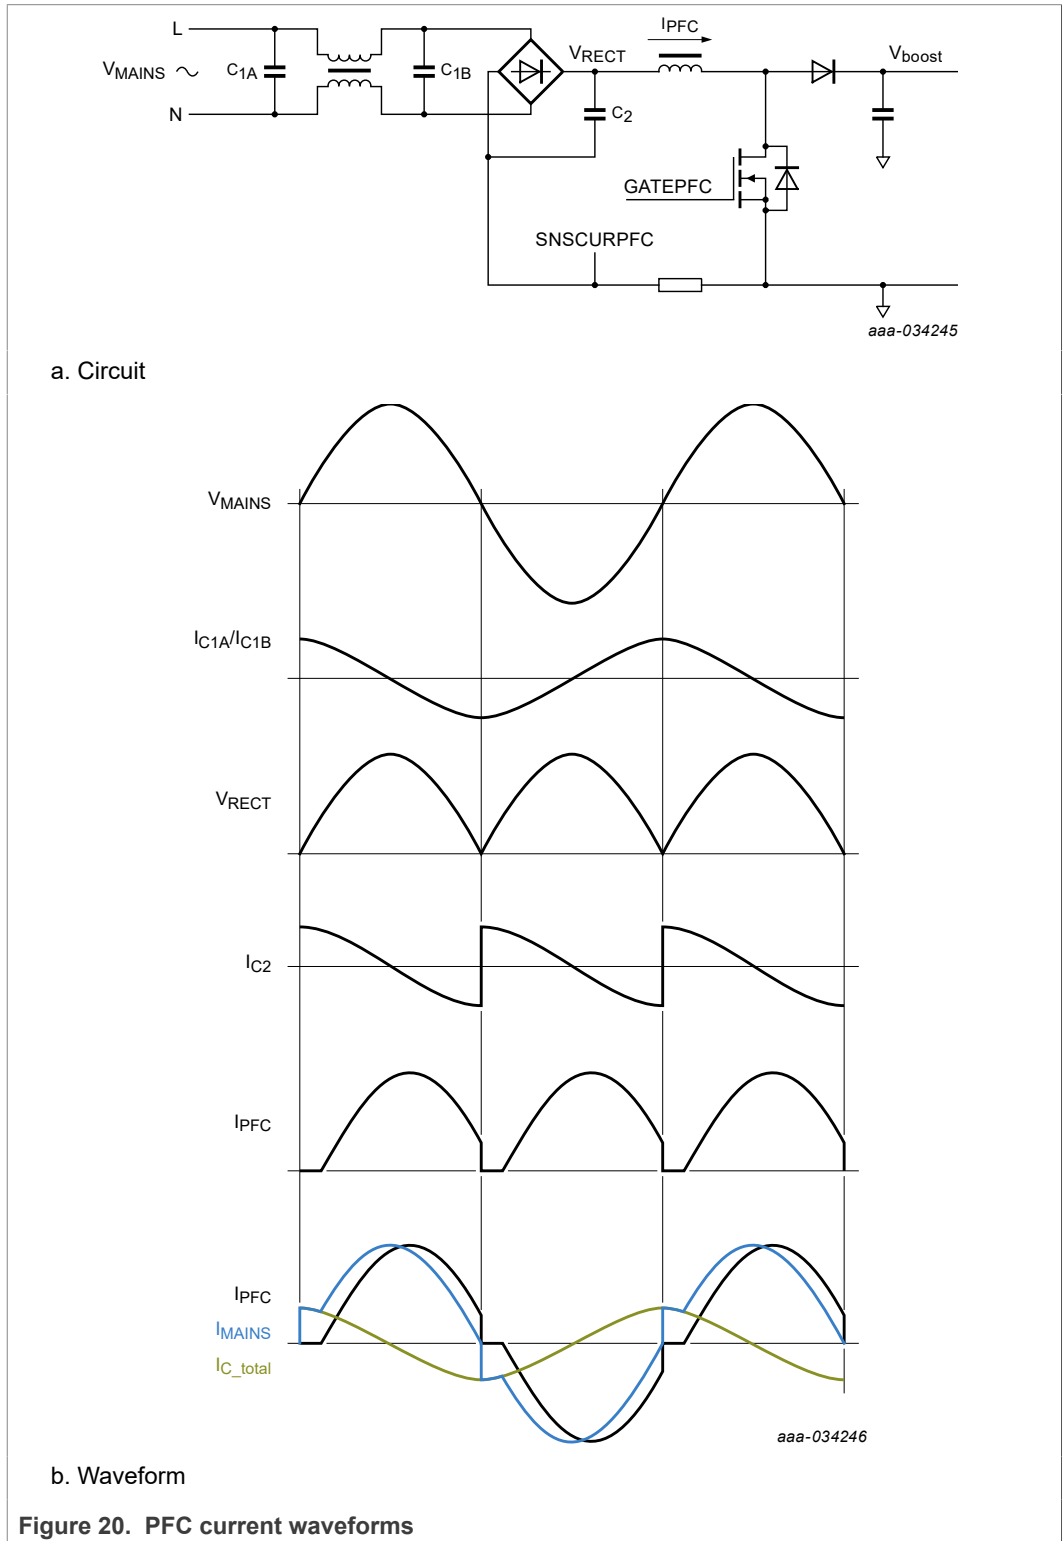 L
IPFC
VRECT
Vboost
VMAINS
C1A
C1B
C2
N
GATEPFC
SNSCURPFC
aaa-034245
a. Circuit
VMAINS
IC1A/IC1B
VRECT
IC2
IPFC
IPFC
IMAINS
IC_total
aaa-034246
b. Waveform
Figure 20. PFC current waveforms